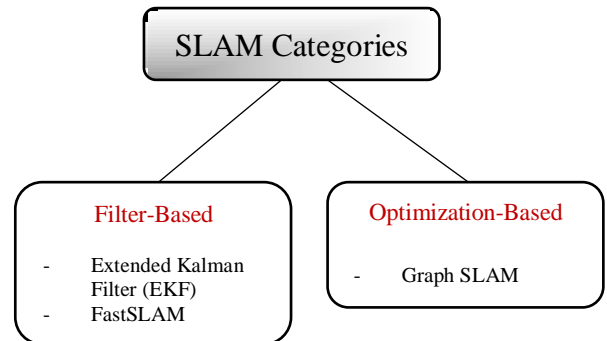 SLAM Categories
Filter-Based
- Extended Kalman
Filter (EKF)
- FastSLAM
Optimization-Based
- Graph SLAM